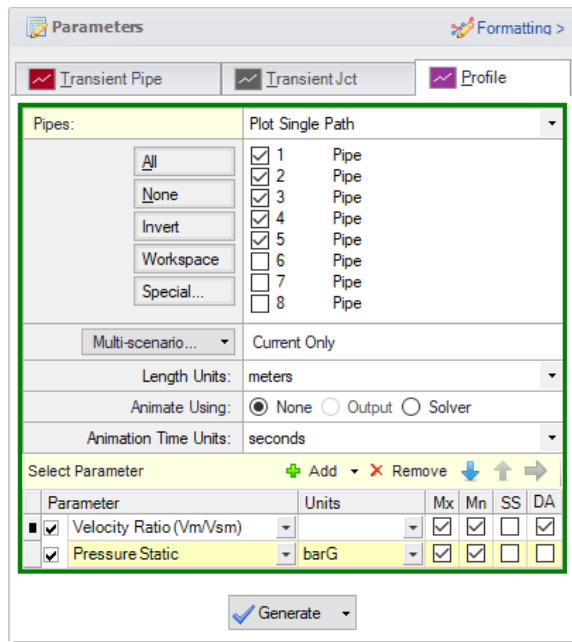 Parameters Formatting >
Transient Pipe Transient Jct Profile
Pipes: Plot Single Path
All
None
Invert
Workspace
Special...
1 Pipe
2 Pipe
3 Pipe
4 Pipe
5 Pipe
6 Pipe
7 Pipe
8 Pipe
Multi-scenario... Current Only
Length Units: meters
Animate Using: None Output Solver
Animation Time Units: seconds
Select Parameter Add Remove
Parameter Units Mx Mn SS DA
Velocity Ratio (Vm/Vsm)
Pressure Static barG
Generate